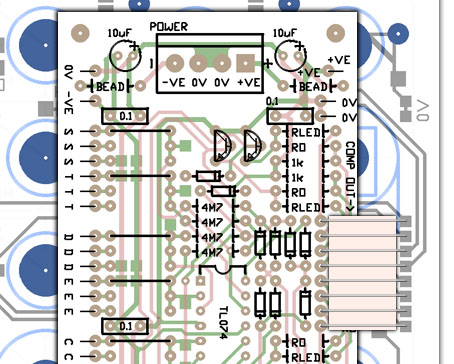 POWER
10uF
10uF
-VE 0V 0V +VE
+VE
+VE
0V
-VE
BEAD
BEAD
0.1
0.1
0V
0V
0V
S
S
S
T
T
T
RLED
R0
1k
1k
R0
RLED
COMP OUT->
4M7
4M7
4M7
4M7
D
D
D
E
E
E
TL074
0.1
C
C
R0
RLED